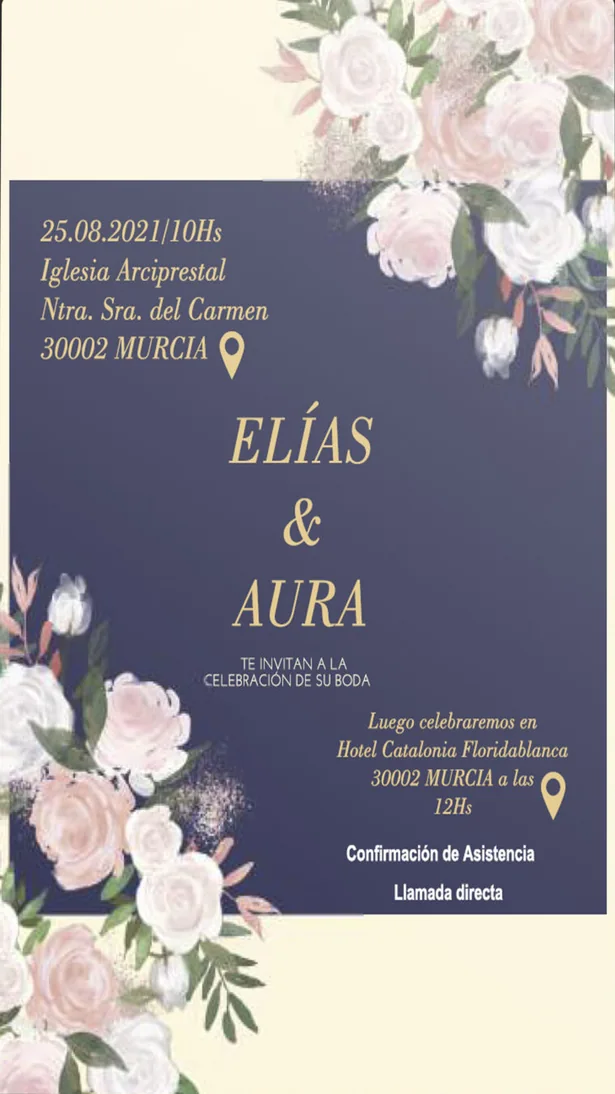 25.08.2021/10Hs
Iglesia Arciprestal
Ntra. Sra. del Carmen
30002 MURCIA
ELÍAS
&
AURA
TE INVITAN A LA
CELEBRACIÓN DE SU BODA
Luego celebraremos en
Hotel Catalonia Floridablanca
30002 MURCIA a las
12Hs
Confirmación de Asistencia
Llamada directa